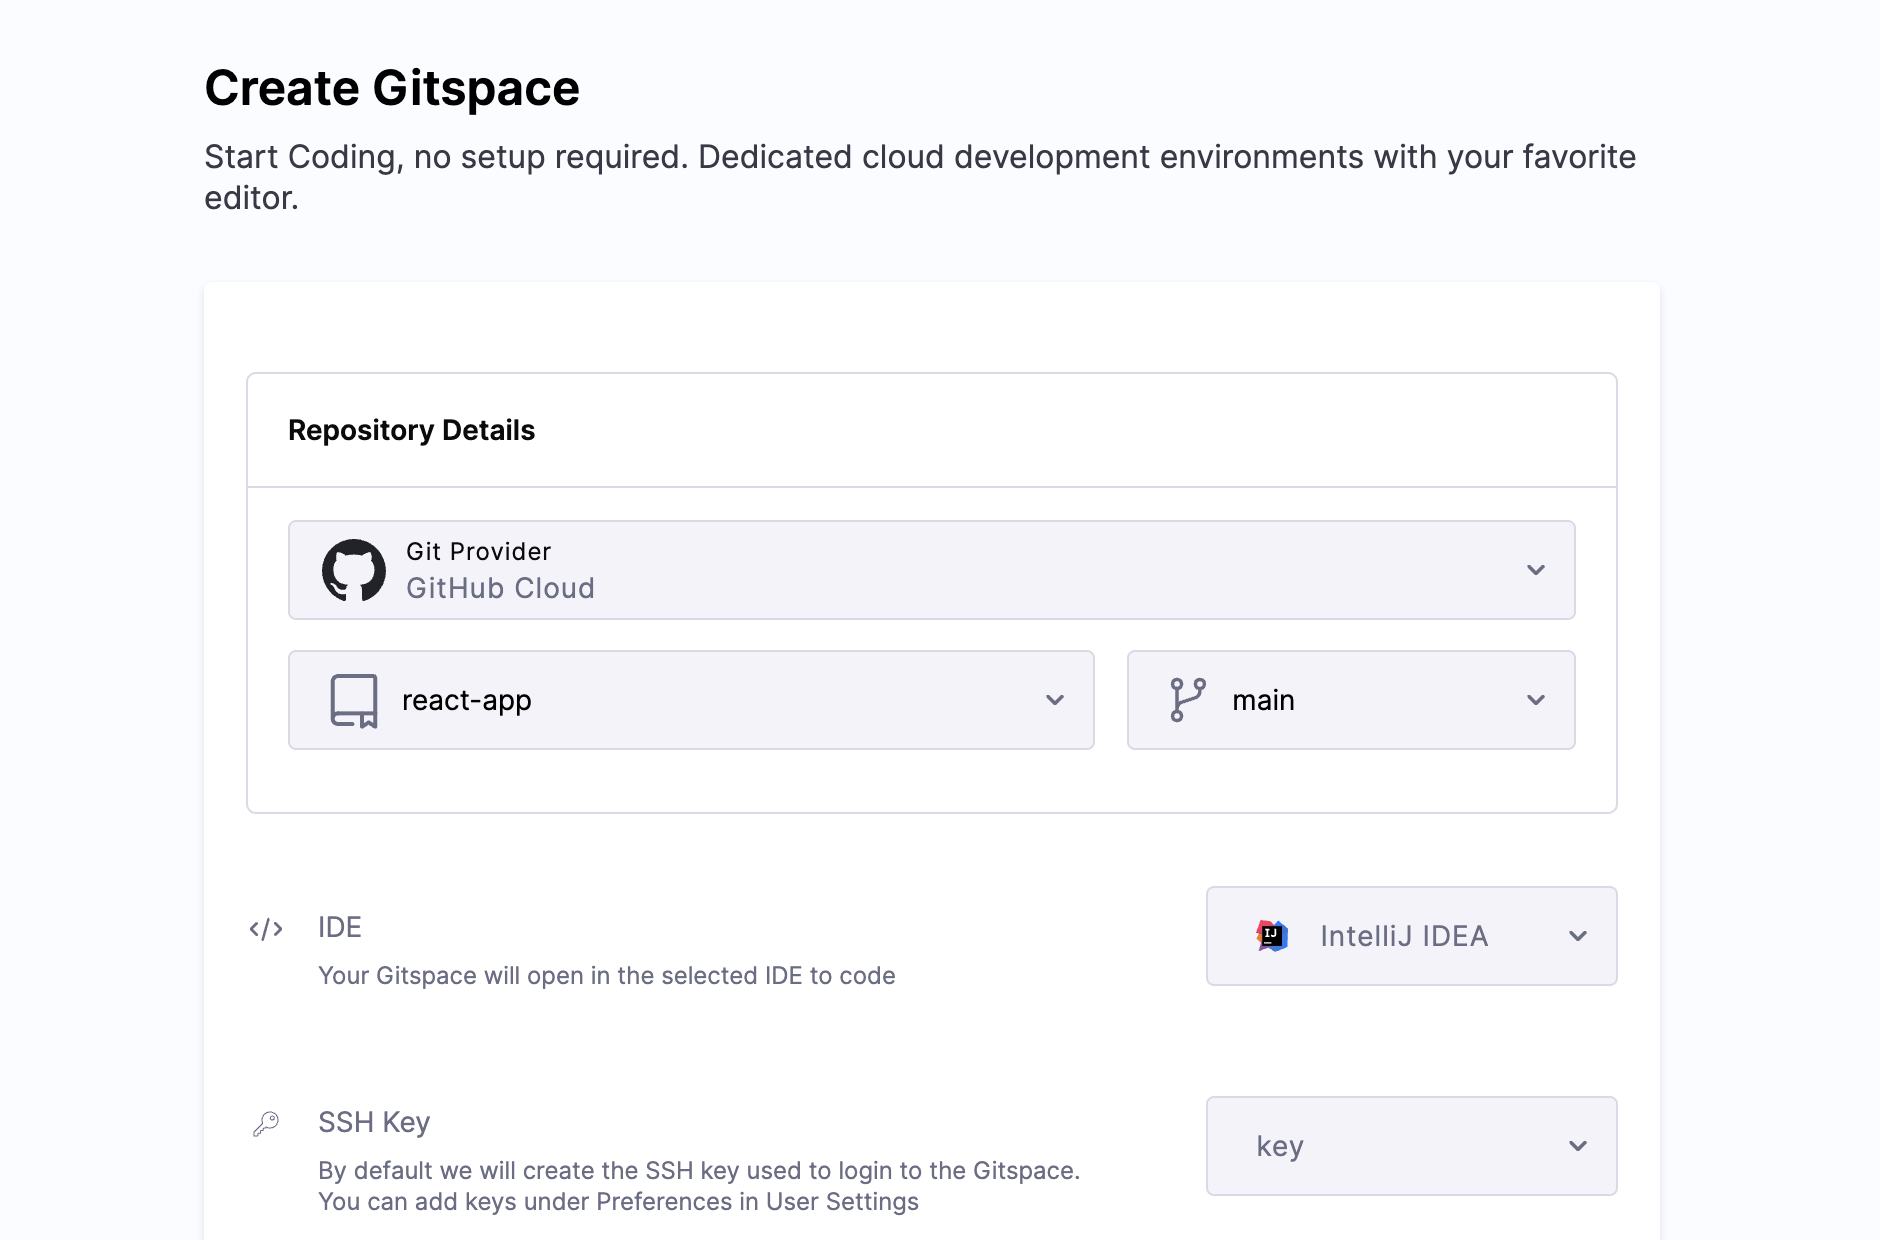 Create Gitspace
Start Coding, no setup required. Dedicated cloud development environments with your favorite
editor.
Repository Details
Git Provider
GitHub Cloud
react-app
main
IDE
Your Gitspace will open in the selected IDE to code
IJ
IntelliJ IDEA
SSH Key
By default we will create the SSH key used to login to the Gitspace.
You can add keys under Preferences in User Settings
key